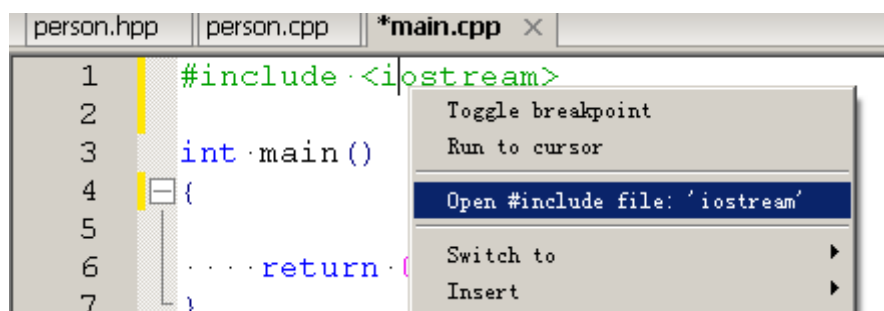 person.hpp person.cpp *main.cpp
1 #include <iostream>
2
3 int main()
4 {
5
6 return
7 }
Toggle breakpoint
Run to cursor
Open #include file: 'iostream'
Switch to
Insert